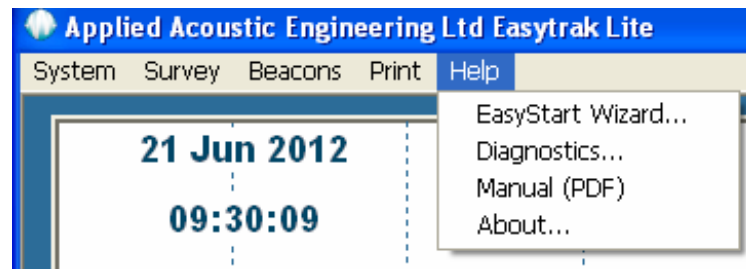 Applied Acoustic Engineering Ltd Easytrak Lite
System Survey Beacons Print Help
EasyStart Wizard...
21 Jun 2012
Diagnostics...
Manual (PDF)
09:30:09
About...